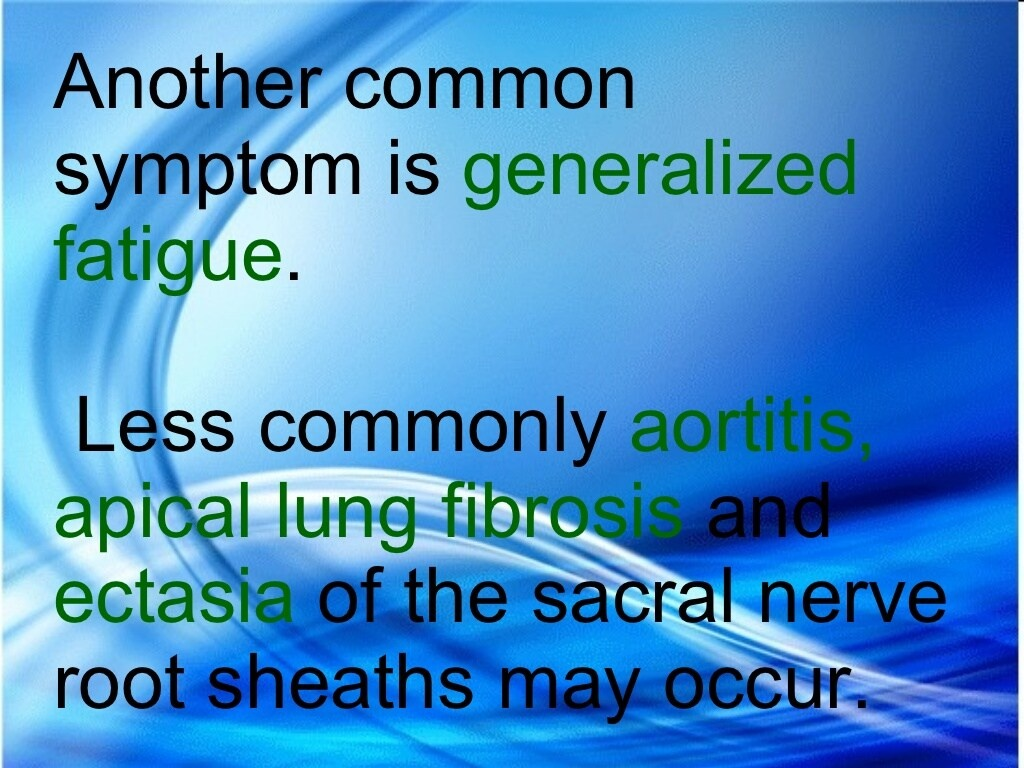 Another common
symptom is generalized
fatigue.
Less commonly aortitis,
apical lung fibrosis and
ectasia of the sacral nerve
root sheaths may occur.